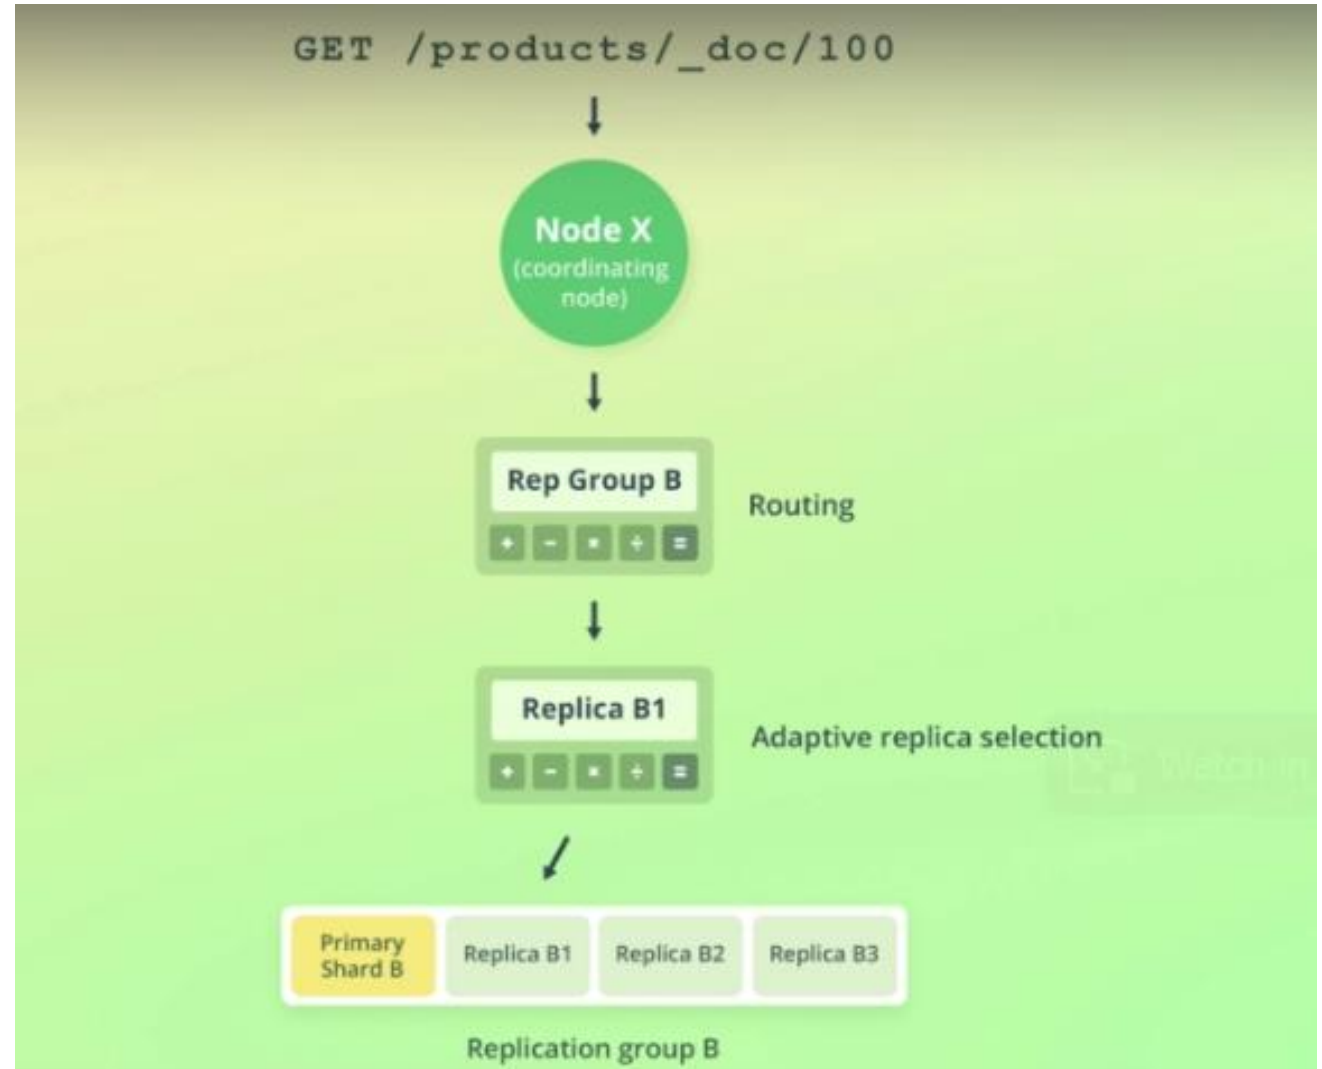 GET /products/_doc/100
Node X
(coordinating
node)
Rep Group B
Routing
+ - × ÷ =
Replica B1
Adaptive replica selection
+ - × ÷ =
Primary
Shard B
Replica B1
Replica B2
Replica B3
Replication group B